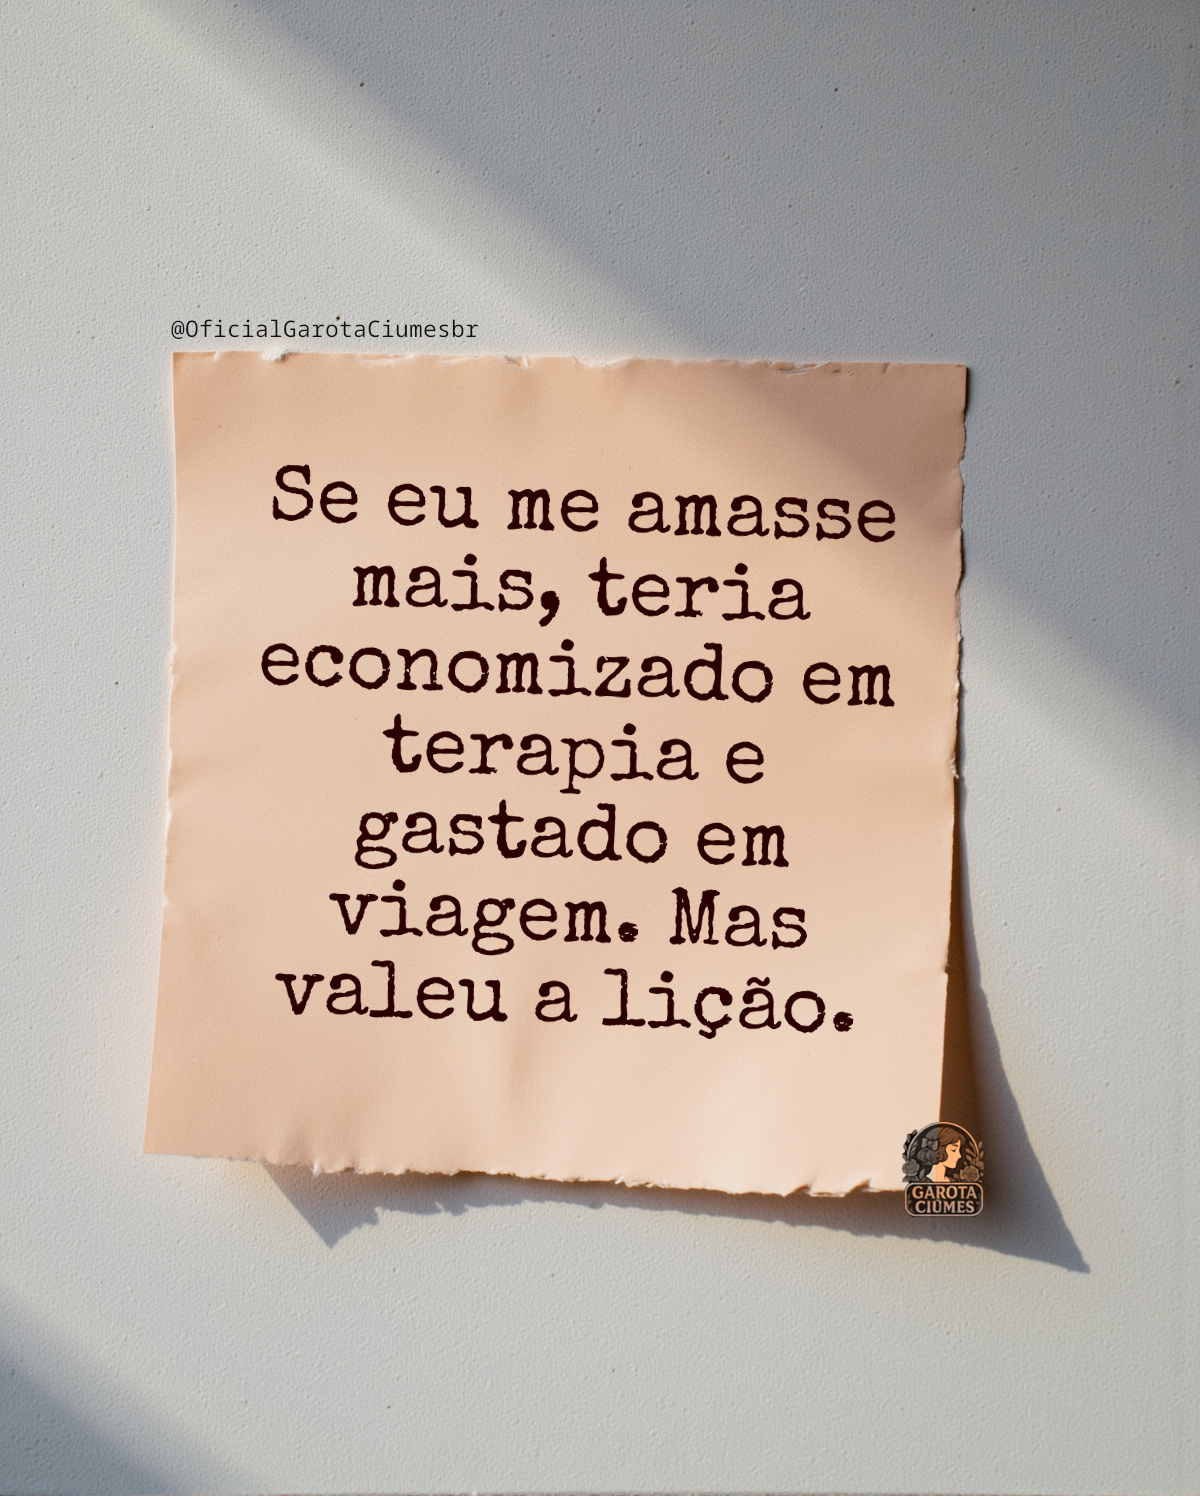 @OficialGarotaCiumesbr
Se eu me amasse
mais, teria
economizado em
terapia e
gastado em
viagem. Mas
valeu a lição.
GAROTA
CIÚMES